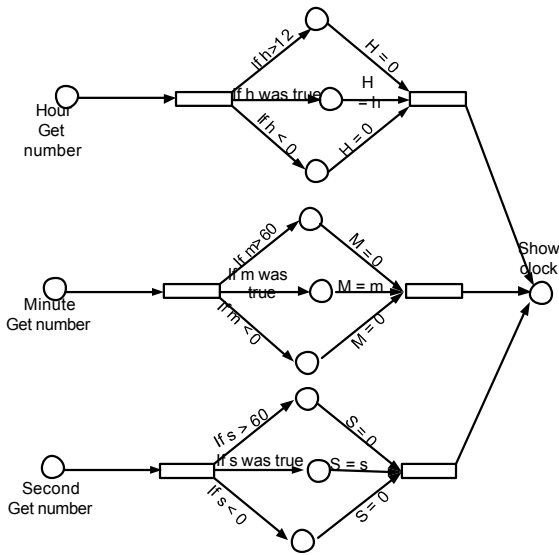 If h>12
H = 0
If h was true
H
= h
Hour
Get
number
If h < 0
H = 0
If m>60
M = 0
Show
clock
If m was
true
M = m
Minute
Get number
If m < 0
M = 0
If s > 60
S = 0
If s was true
S = s
Second
Get number
If s < 0
S = 0